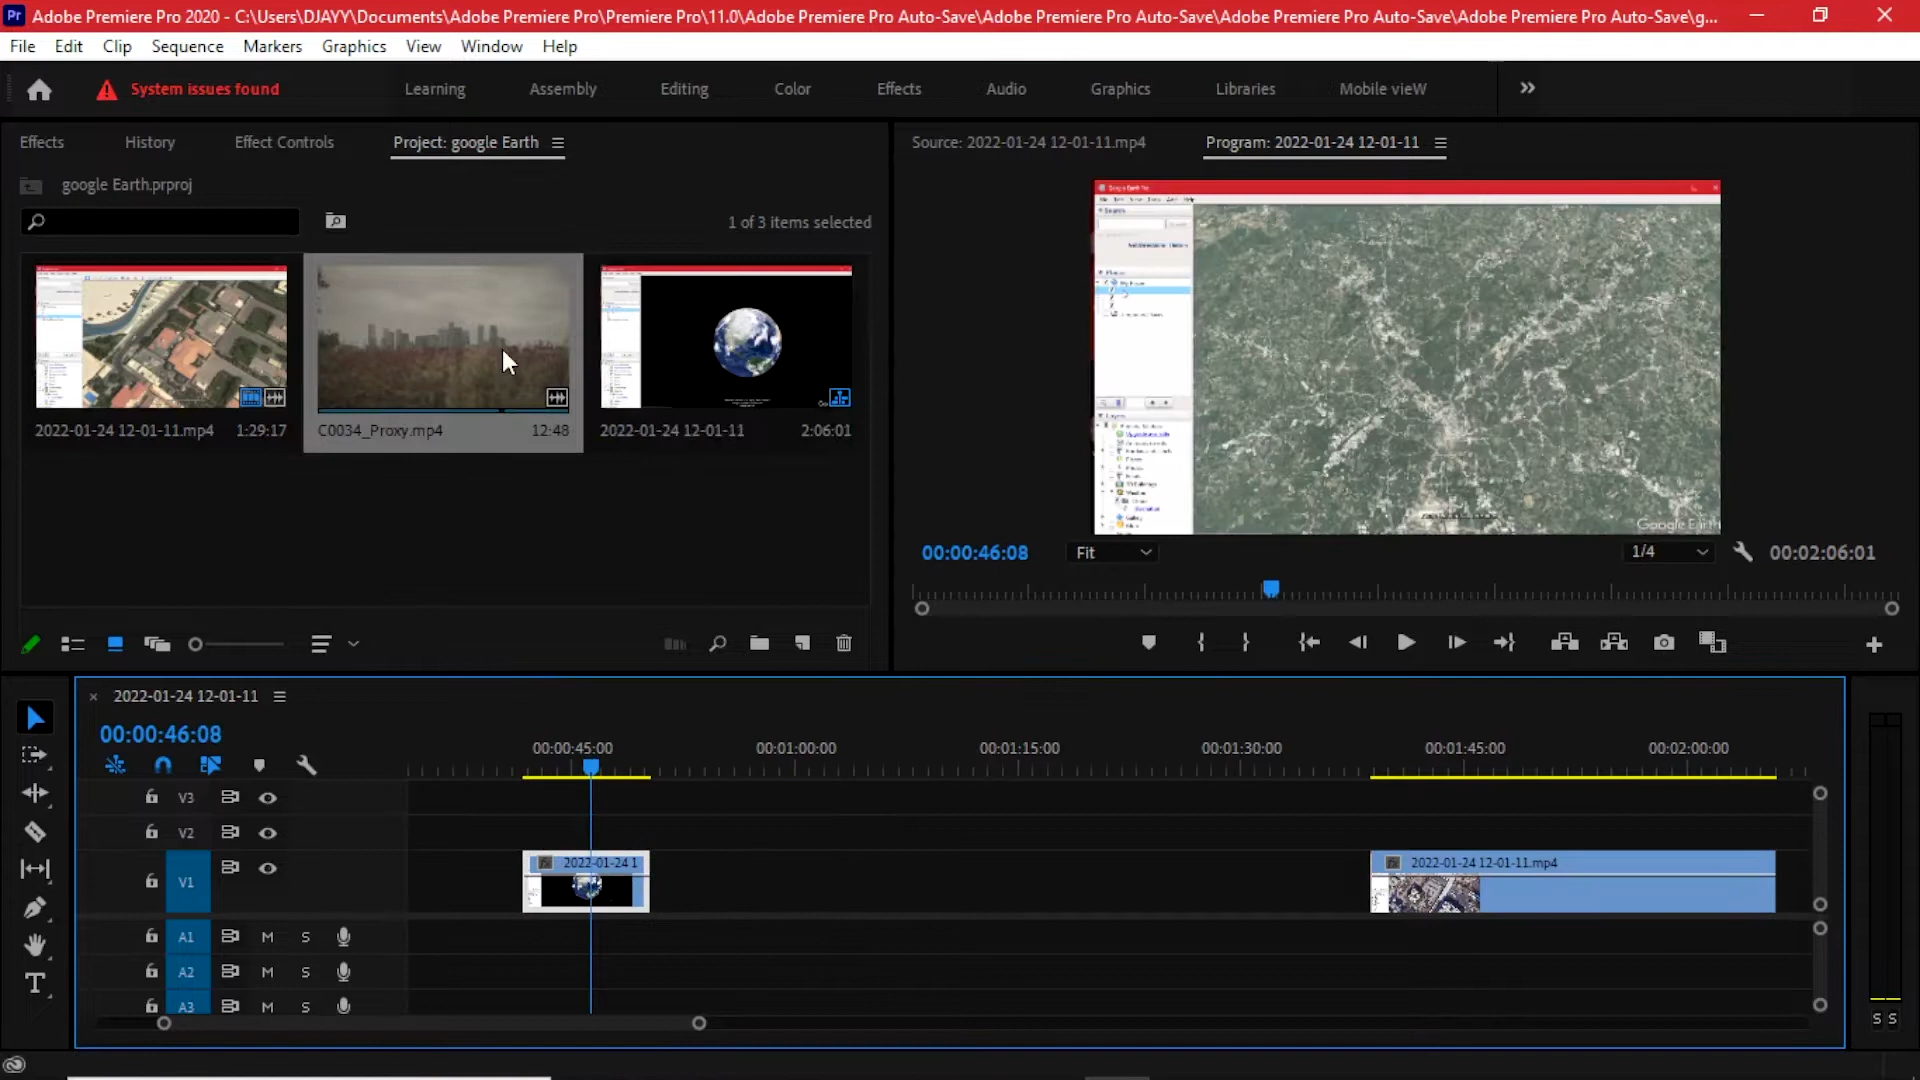 Pr Adobe Premiere Pro 2020 - C:\Users\DJAYY\Documents\Adobe Premiere Pro\Premiere Pro\11.0\Adobe Premiere Pro Auto-Save\Adobe Premiere Pro Auto-Save\Adobe Premiere Pro Auto-Save\Adobe Premiere Pro Auto-Save\g...
File Edit Clip Sequence Markers Graphics View Window Help
System issues found Learning Assembly Editing Color Effects Audio Graphics Libraries Mobile vieW
Effects History Effect Controls Project: google Earth
Source: 2022-01-24 12-01-11.mp4 Program: 2022-01-24 12-01-11
google Earth.prproj
1 of 3 items selected
2022-01-24 12-01-11.mp4 1:29:17
C0034_Proxy.mp4 12:48
2022-01-24 12-01-11 2:06:01
Google Earth
00:00:46:08 Fit 1/4 00:02:06:01
2022-01-24 12-01-11
00:00:46:08
00:00:45:00 00:01:00:00 00:01:15:00 00:01:30:00 00:01:45:00 00:02:00:00
V3
V2
V1
fx 2022-01-24 1
fx 2022-01-24 12-01-11.mp4
A1 M S
A2 M S
A3 M S
S S